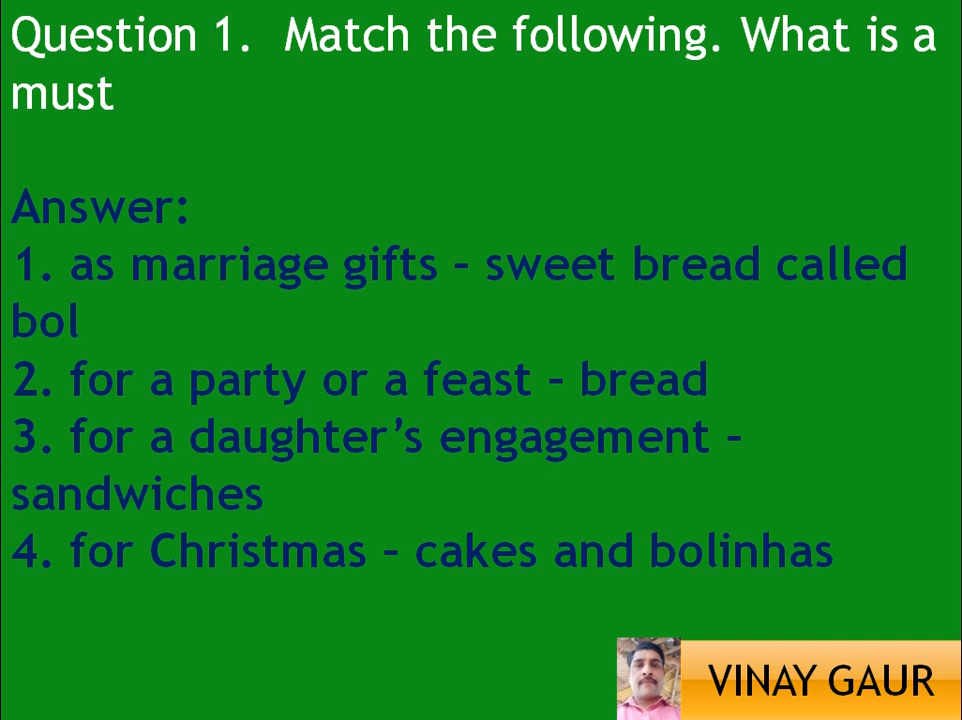 Question 1.  Match the following. What is a
must
Answer:
1. as marriage gifts – sweet bread called
bol
2. for a party or a feast – bread
3. for a daughter’s engagement –
sandwiches
4. for Christmas – cakes and bolinhas
VINAY GAUR